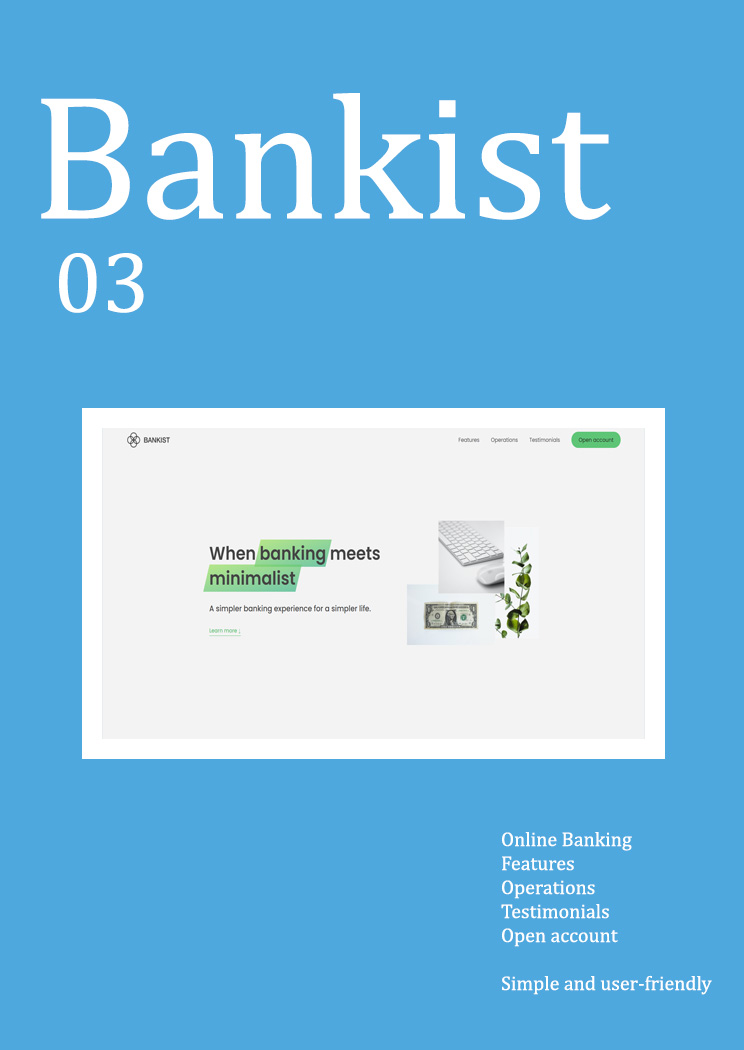 Bankist
03
BANKIST
Features Operations Testimonials Open account
When banking meets
minimalist
A simpler banking experience for a simpler life.
Learn more ↓
Online Banking
Features
Operations
Testimonials
Open account
Simple and user-friendly